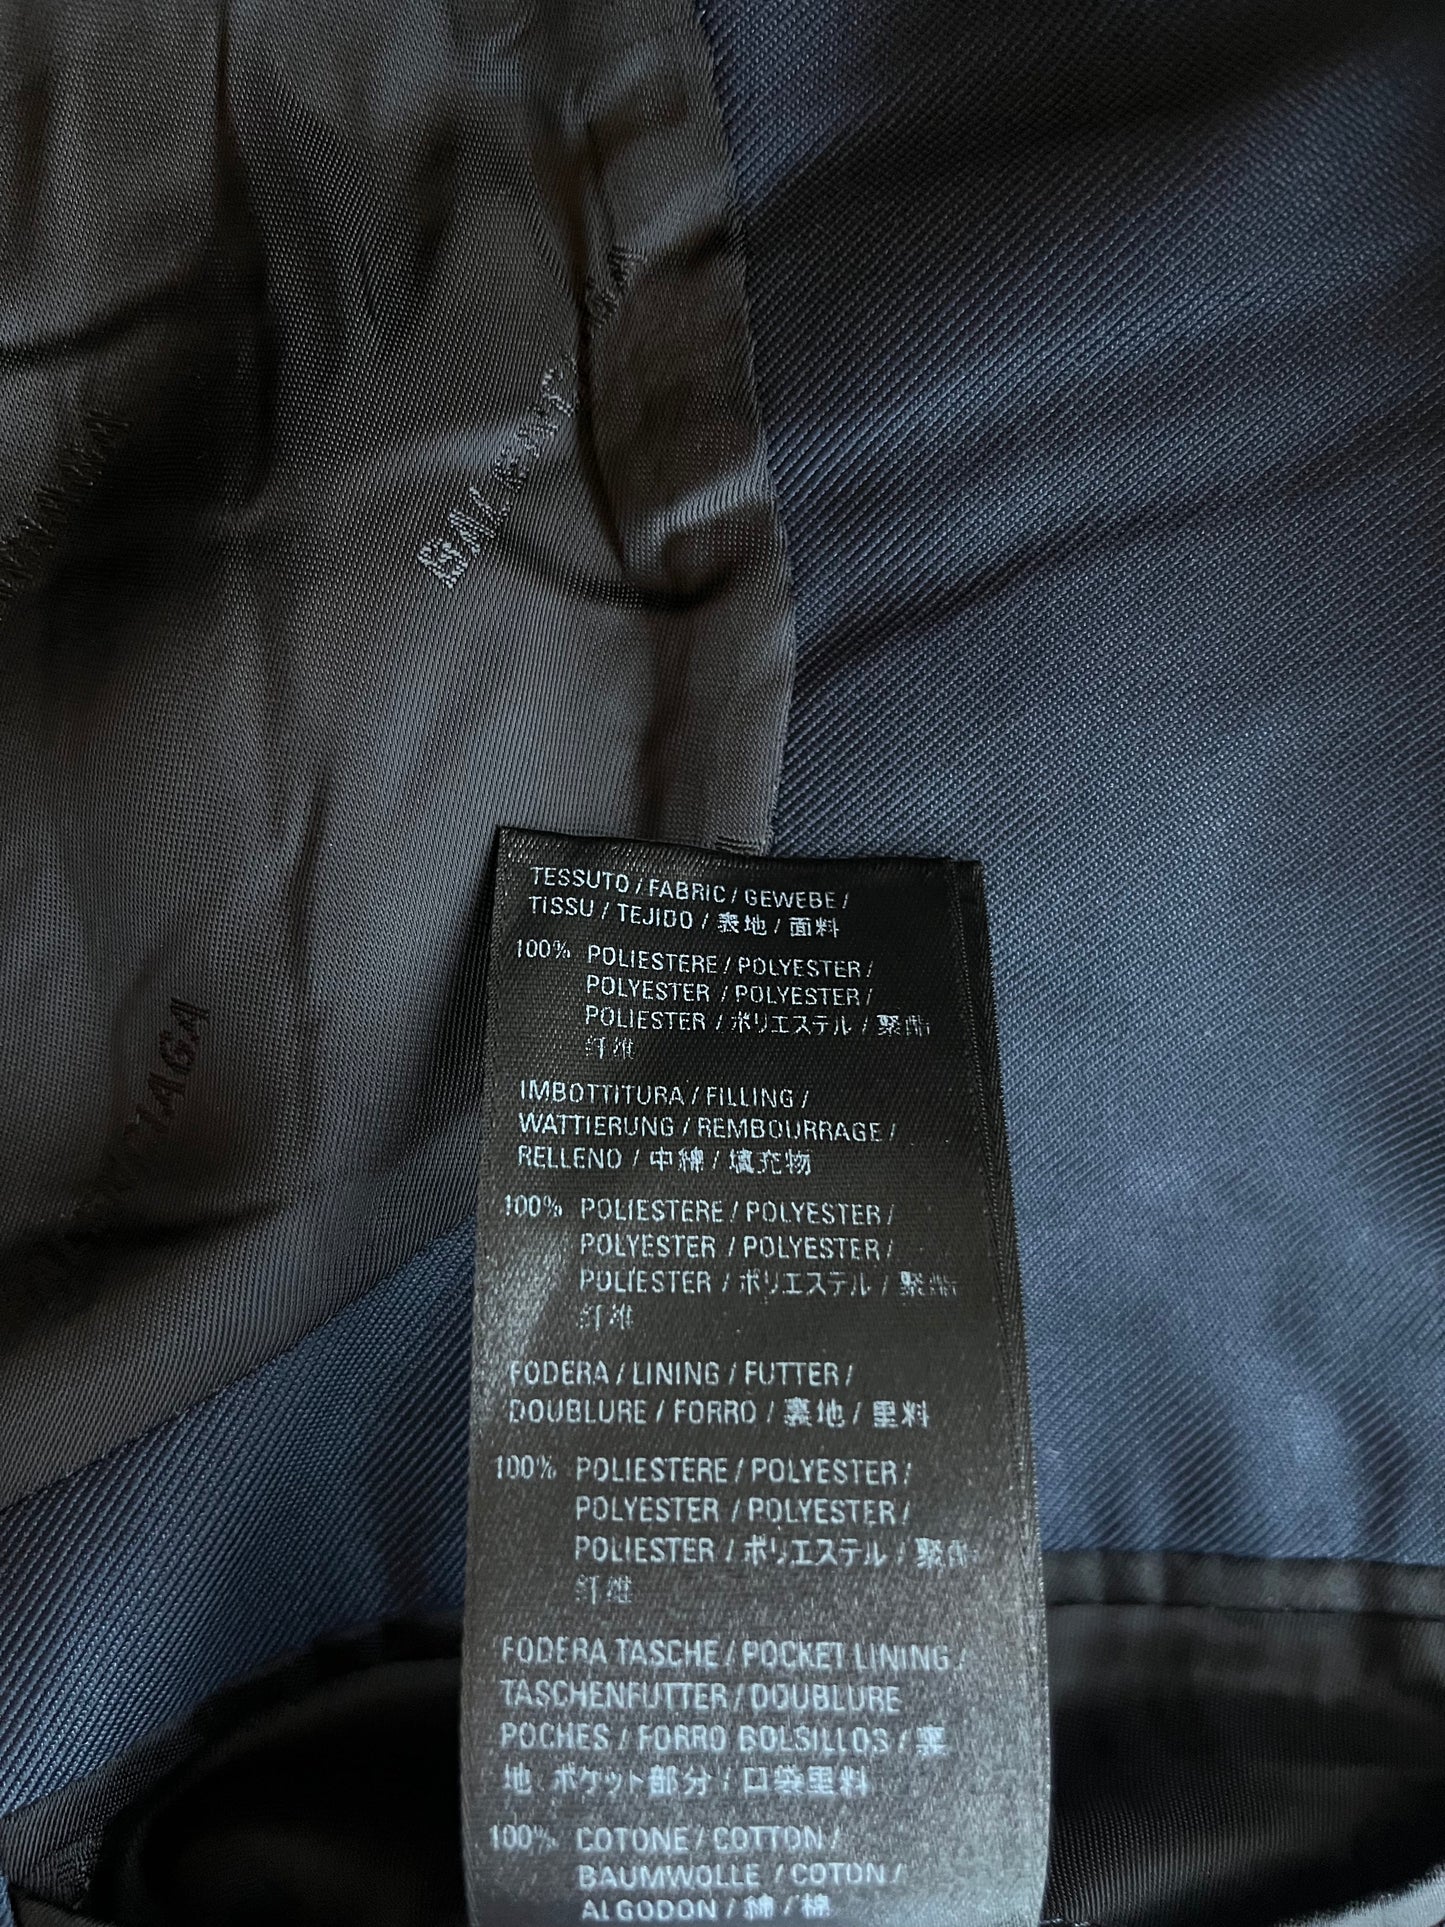 BALENCIAGA
TESSUTO / FABRIC / GEWEBE /
TISSU / TEJIDO / 表地 / 面料
100% POLIESTERE / POLYESTER /
POLYESTER / POLYESTER /
POLIESTER / ポリエステル / 聚酯
纤维
IMBOTTITURA / FILLING /
WATTIERUNG / REMBOURRAGE /
RELLENO / 中綿 / 填充物
100% POLIESTERE / POLYESTER /
POLYESTER / POLYESTER /
POLIESTER / ポリエステル / 聚酯
纤维
FODERA / LINING / FUTTER /
DOUBLURE / FORRO / 裏地 / 里料
100% POLIESTERE / POLYESTER /
POLYESTER / POLYESTER /
POLIESTER / ポリエステル / 聚酯
纤维
FODERA TASCHE / POCKET LINING /
TASCHENFUTTER / DOUBLURE
POCHES / FORRO BOLSILLOS / 裏
地 ポケット部分 / 口袋里料
100% COTONE / COTTON /
BAUMWOLLE / COTON /
ALGODON / 綿 / 棉